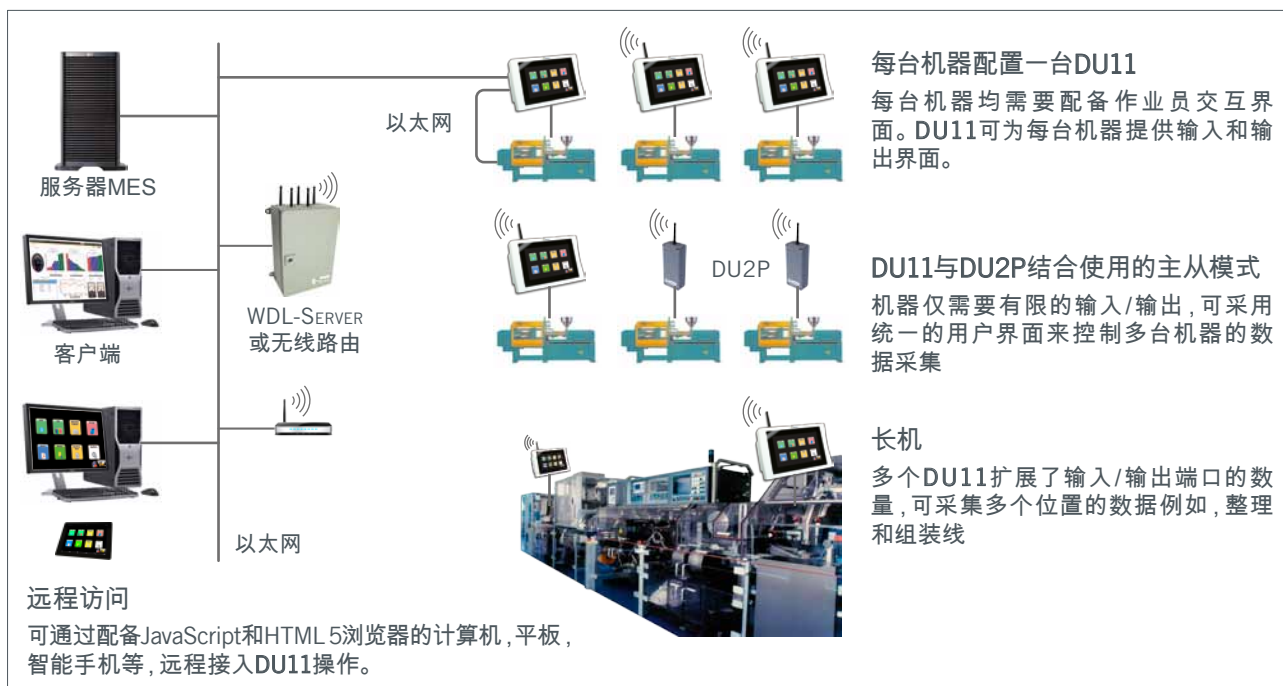 服务器MES
客户端
以太网
WDL-SERVER
或无线路由
以太网
远程访问
可通过配备JavaScript和HTML 5浏览器的计算机,平板,
智能手机等,远程接入DU11操作。
DU2P
每台机器配置一台DU11
每台机器均需要配备作业员交互界
面。DU11可为每台机器提供输入和输
出界面。
DU11与DU2P结合使用的主从模式
机器仅需要有限的输入/输出,可采用
统一的用户界面来控制多台机器的数
据采集
长机
多个DU11扩展了输入/输出端口的数
量,可采集多个位置的数据例如,整理
和组装线